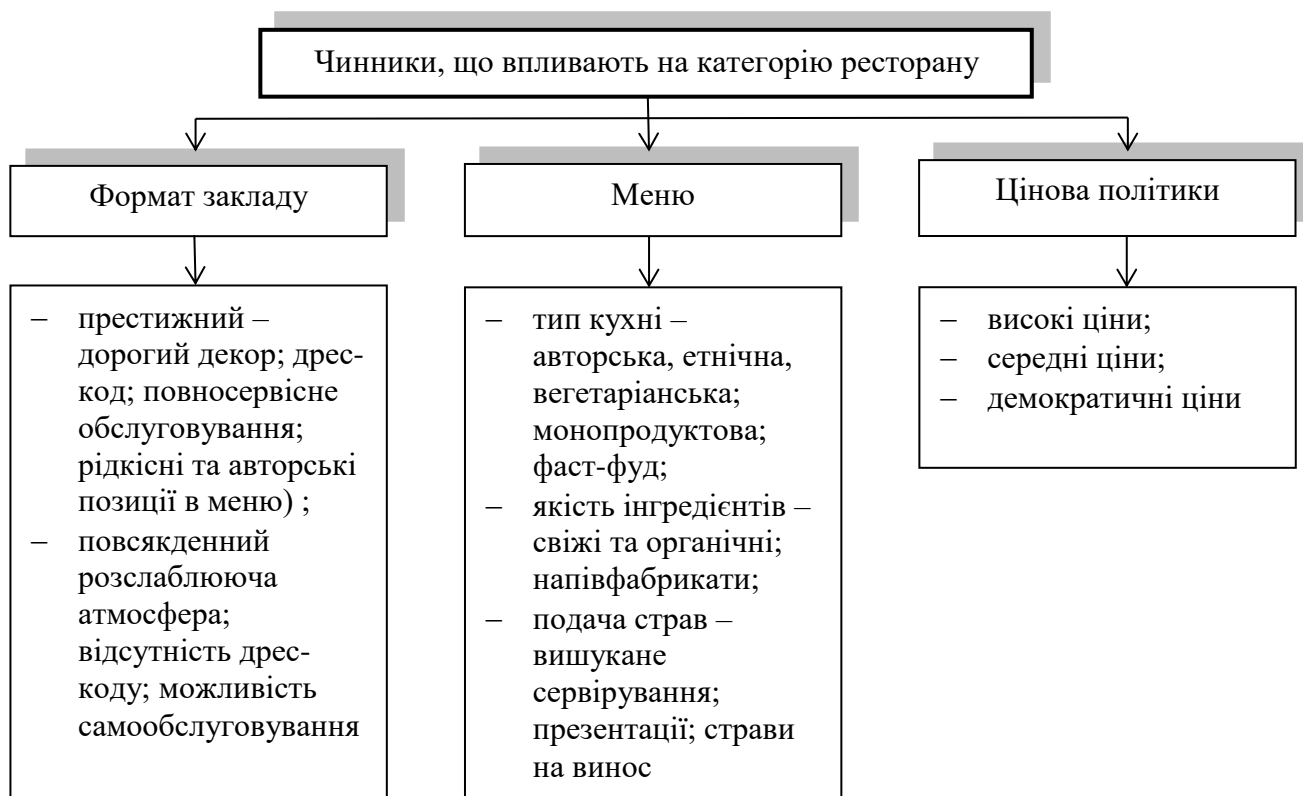 Чинники, що впливають на категорію ресторану
Формат закладу
Меню
Цінова політики
– престижний –
дорогий декор; дрес-
код; повносервісне
обслуговування;
рідкісні та авторські
позиції в меню) ;
– повсякденний
розслаблююча
атмосфера;
відсутність дрес-
коду; можливість
самообслуговування
– тип кухні –
авторська, етнічна,
вегетаріанська;
монопродуктова;
фаст-фуд;
– якість інгредієнтів –
свіжі та органічні;
напівфабрикати;
– подача страв –
вишукане
сервірування;
презентації; страви
на винос
– високі ціни;
– середні ціни;
– демократичні ціни